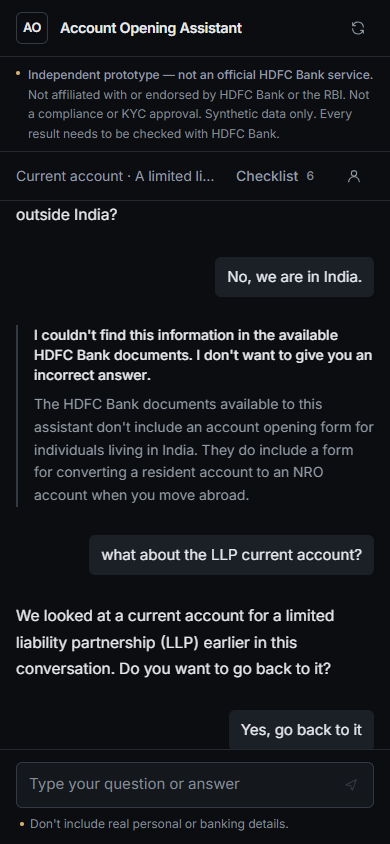 AO
Account Opening Assistant
Independent prototype — not an official HDFC Bank service.
Not affiliated with or endorsed by HDFC Bank or the RBI. Not
a compliance or KYC approval. Synthetic data only. Every
result needs to be checked with HDFC Bank.
Current account · A limited li...
Checklist 6
outside India?
No, we are in India.
I couldn't find this information in the available
HDFC Bank documents. I don't want to give you an
incorrect answer.
The HDFC Bank documents available to this
assistant don't include an account opening form for
individuals living in India. They do include a form
for converting a resident account to an NRO
account when you move abroad.
what about the LLP current account?
We looked at a current account for a limited
liability partnership (LLP) earlier in this
conversation. Do you want to go back to it?
Yes, go back to it
Type your question or answer
Don't include real personal or banking details.